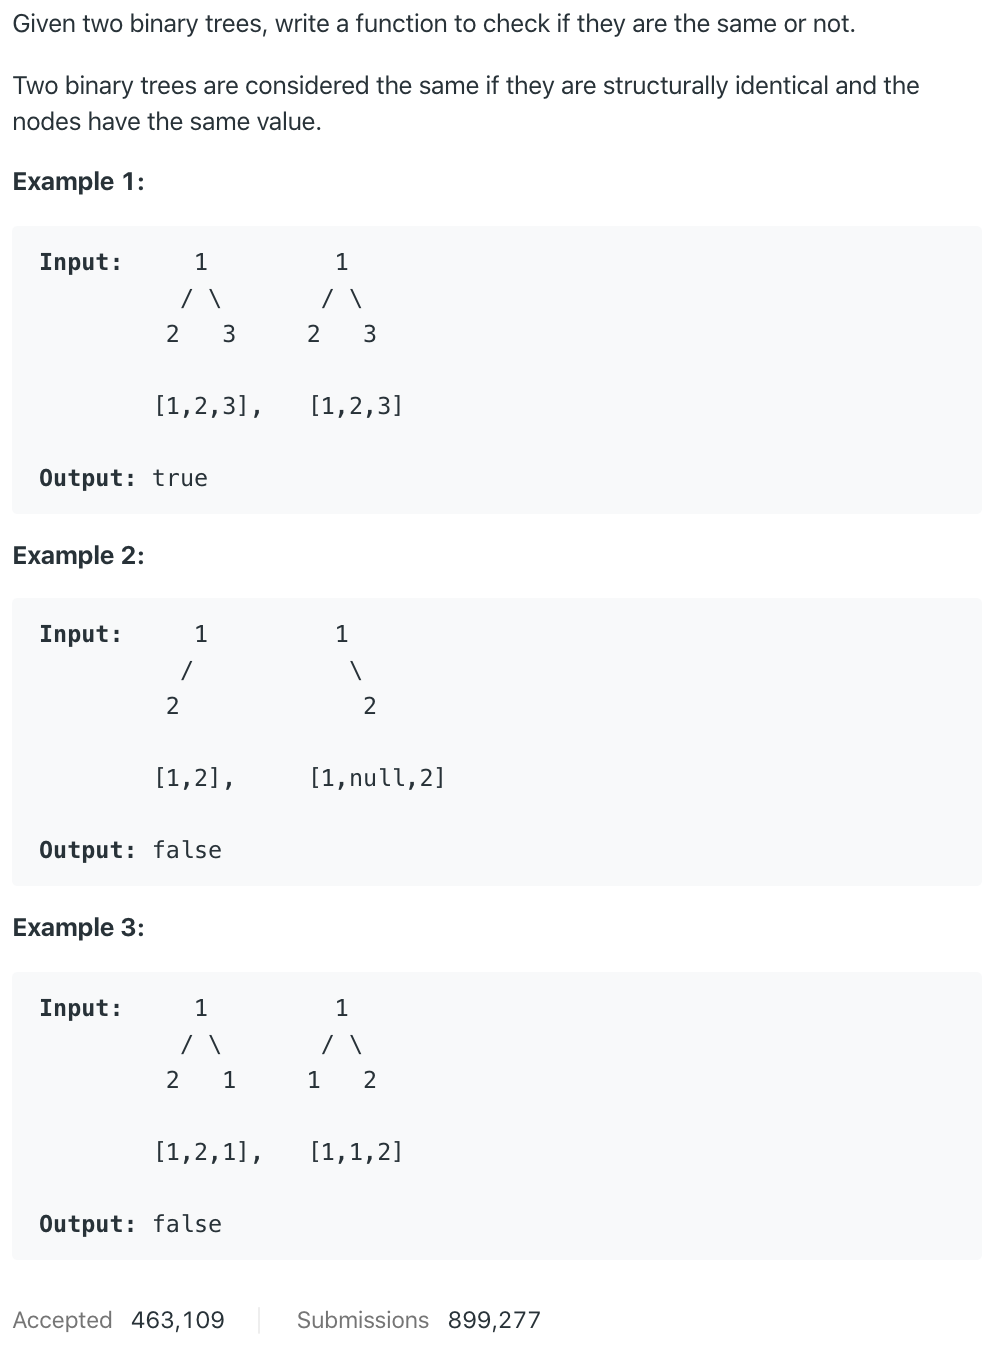 Given two binary trees, write a function to check if they are the same or not.
Two binary trees are considered the same if they are structurally identical and the
nodes have the same value.
Example 1:
Input:     1         1
          / \       / \
         2   3     2   3
        [1,2,3],   [1,2,3]
Output: true
Example 2:
Input:     1         1
          /           \
         2             2
        [1,2],     [1,null,2]
Output: false
Example 3:
Input:     1         1
          / \       / \
         2   1     1   2
        [1,2,1],   [1,1,2]
Output: false
Accepted 463,109 Submissions 899,277